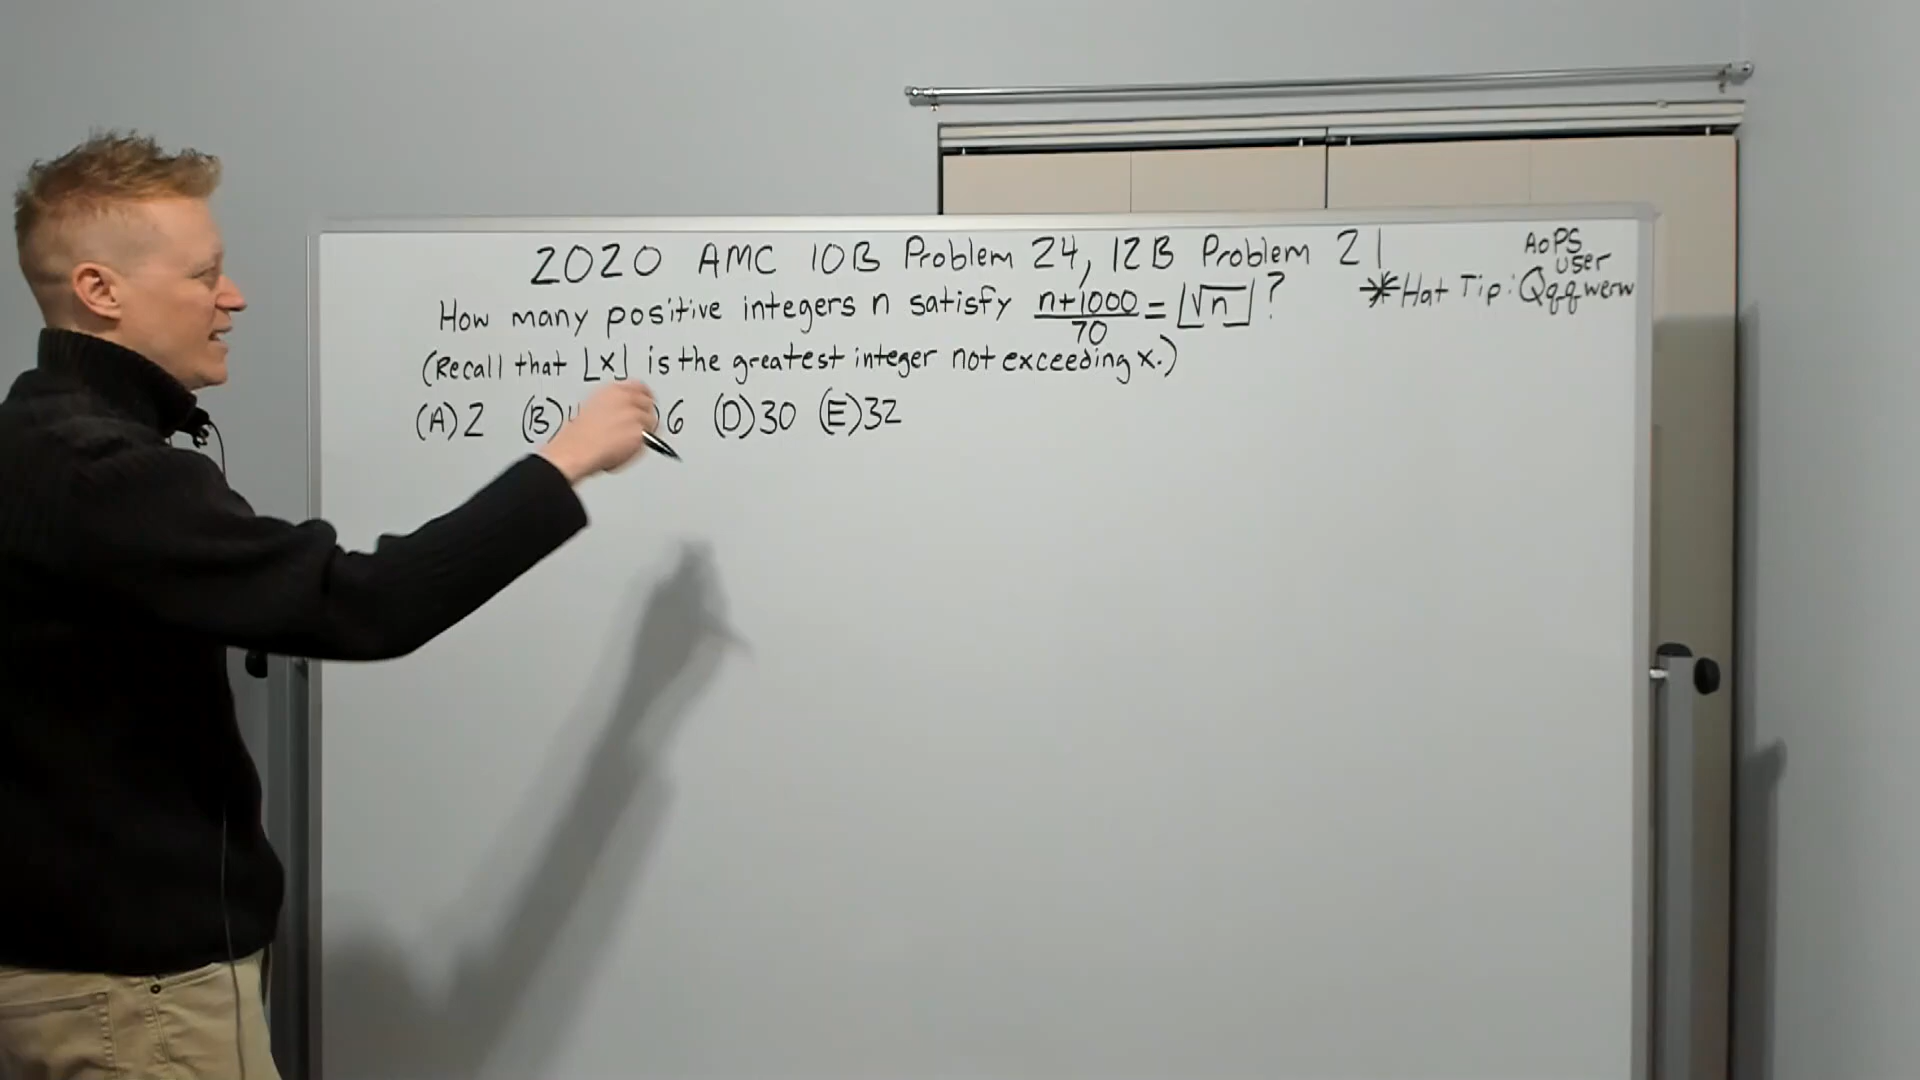 2020 AMC 10B Problem 24, 12B Problem 21
AoPS
user
*Hat Tip: Qqqwerw
How many positive integers n satisfy (n+1000)/70 = ⌊√n⌋?
(Recall that ⌊x⌋ is the greatest integer not exceeding x.)
(A) 2 (B) 6 (D) 30 (E) 32